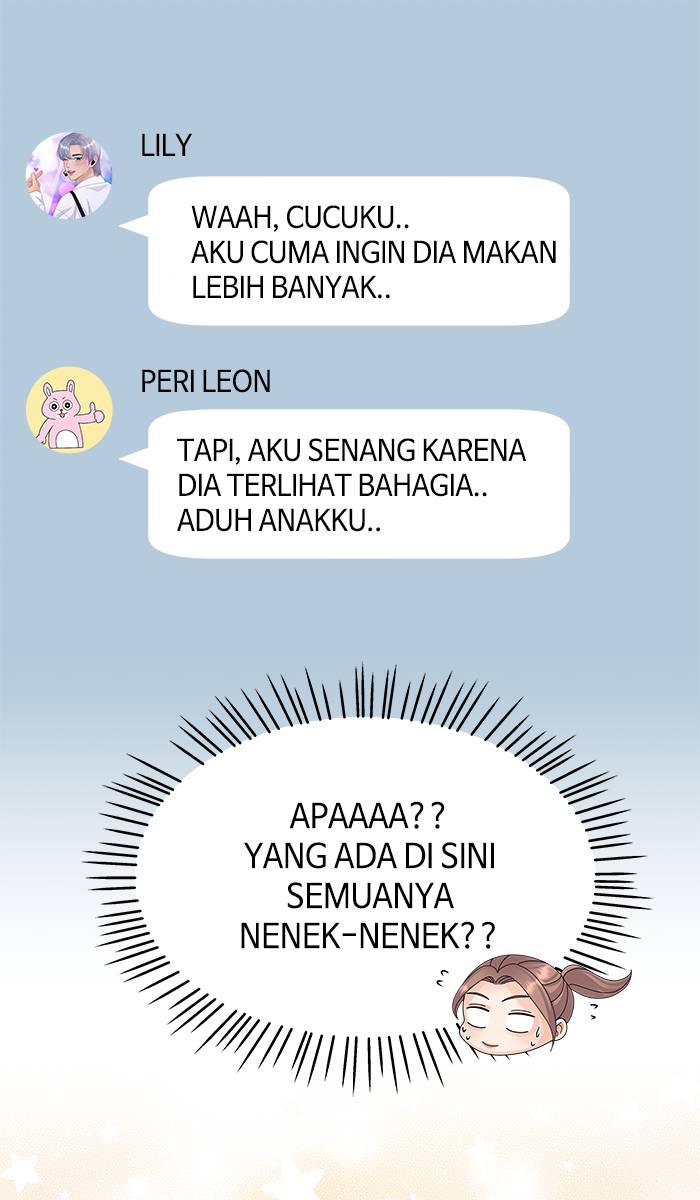 LILY
WAAH, CUCUKU..
AKU CUMA INGIN DIA MAKAN
LEBIH BANYAK..
PERI LEON
TAPI, AKU SENANG KARENA
DIA TERLIHAT BAHAGIA..
ADUH ANAKKU..
APAAAA??
YANG ADA DI SINI
SEMUANYA
NENEK-NENEK??